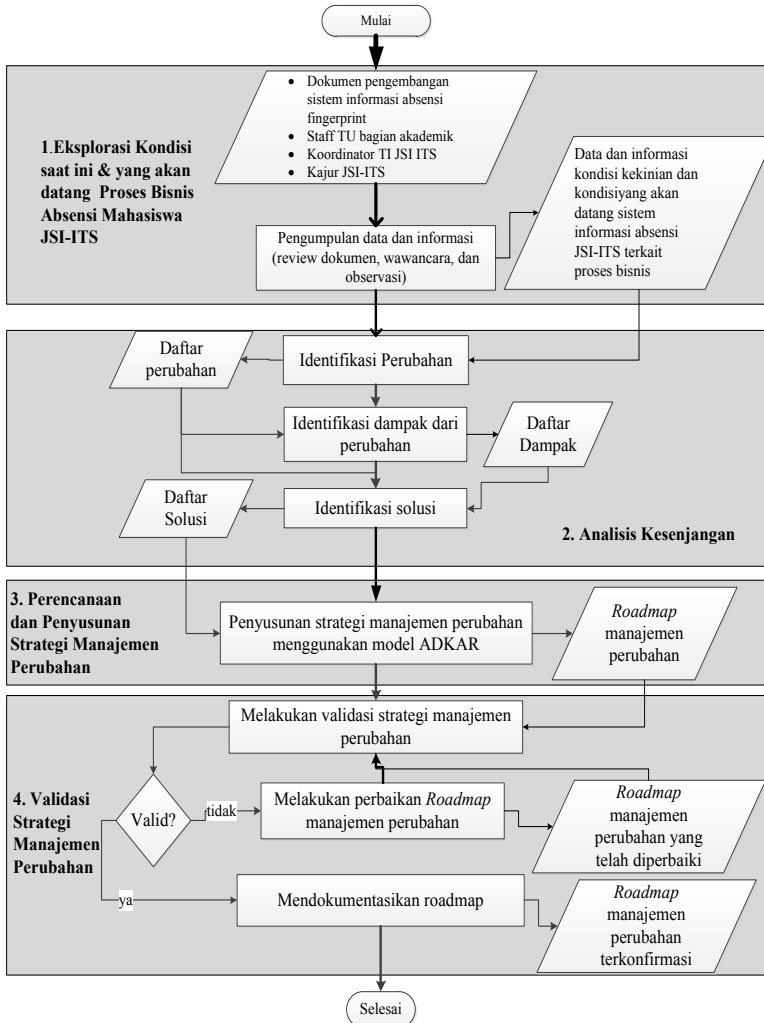 Mulai
1.Eksplorasi Kondisi
saat ini & yang akan
datang Proses Bisnis
Absensi Mahasiswa
JSI-ITS
• Dokumen pengembangan
sistem informasi absensi
fingerprint
• Staff TU bagian akademik
• Koordinator TI JSI ITS
• Kajur JSI-ITS
Data dan informasi
kondisi kekinian dan
kondisiyang akan
datang sistem
informasi absensi
JSI-ITS terkait
proses bisnis
Pengumpulan data dan informasi
(review dokumen, wawancara, dan
observasi)
Daftar
perubahan
Identifikasi Perubahan
Identifikasi dampak dari
perubahan
Daftar
Dampak
Daftar
Solusi
Identifikasi solusi
2. Analisis Kesenjangan
3. Perencanaan
dan Penyusunan
Strategi Manajemen
Perubahan
Penyusunan strategi manajemen perubahan
menggunakan model ADKAR
Roadmap
manajemen
perubahan
Melakukan validasi strategi manajemen
perubahan
4. Validasi
Strategi
Manajemen
Perubahan
Valid?
tidak
Melakukan perbaikan Roadmap
manajemen perubahan
Roadmap
manajemen
perubahan yang
telah diperbaiki
ya
Mendokumentasikan roadmap
Roadmap
manajemen
perubahan
terkonfirmasi
Selesai